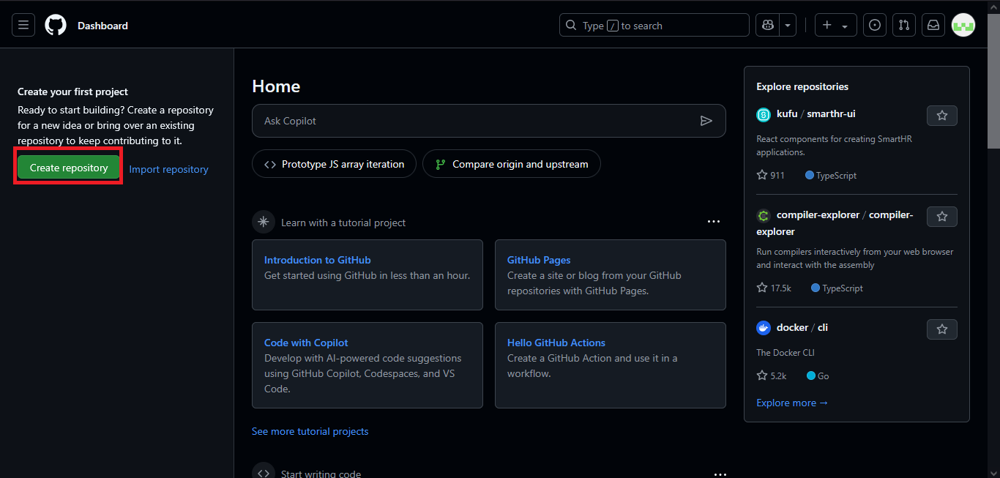 Dashboard
Type / to search
Create your first project
Ready to start building? Create a repository
for a new idea or bring over an existing
repository to keep contributing to it.
Create repository
Import repository
Home
Ask Copilot
Prototype JS array iteration
Compare origin and upstream
Learn with a tutorial project
Introduction to GitHub
Get started using GitHub in less than an hour.
GitHub Pages
Create a site or blog from your GitHub
repositories with GitHub Pages.
Code with Copilot
Develop with AI-powered code suggestions
using GitHub Copilot, Codespaces, and VS
Code.
Hello GitHub Actions
Create a GitHub Action and use it in a
workflow.
See more tutorial projects
Start writing code
Explore repositories
kufu / smarthr-ui
React components for creating SmartHR
applications.
911 TypeScript
compiler-explorer / compiler-
explorer
Run compilers interactively from your web browser
and interact with the assembly
17.5k TypeScript
docker / cli
The Docker CLI
5.2k Go
Explore more →